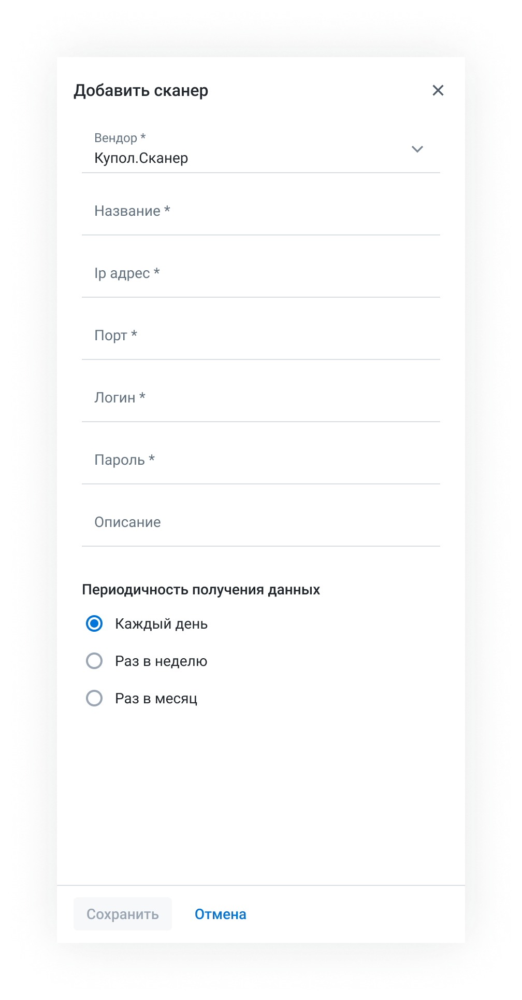 Добавить сканер
Вендор *
Купол.Сканер
Название *
Ip адрес *
Порт *
Логин *
Пароль *
Описание
Периодичность получения данных
Каждый день
Раз в неделю
Раз в месяц
Сохранить Отмена